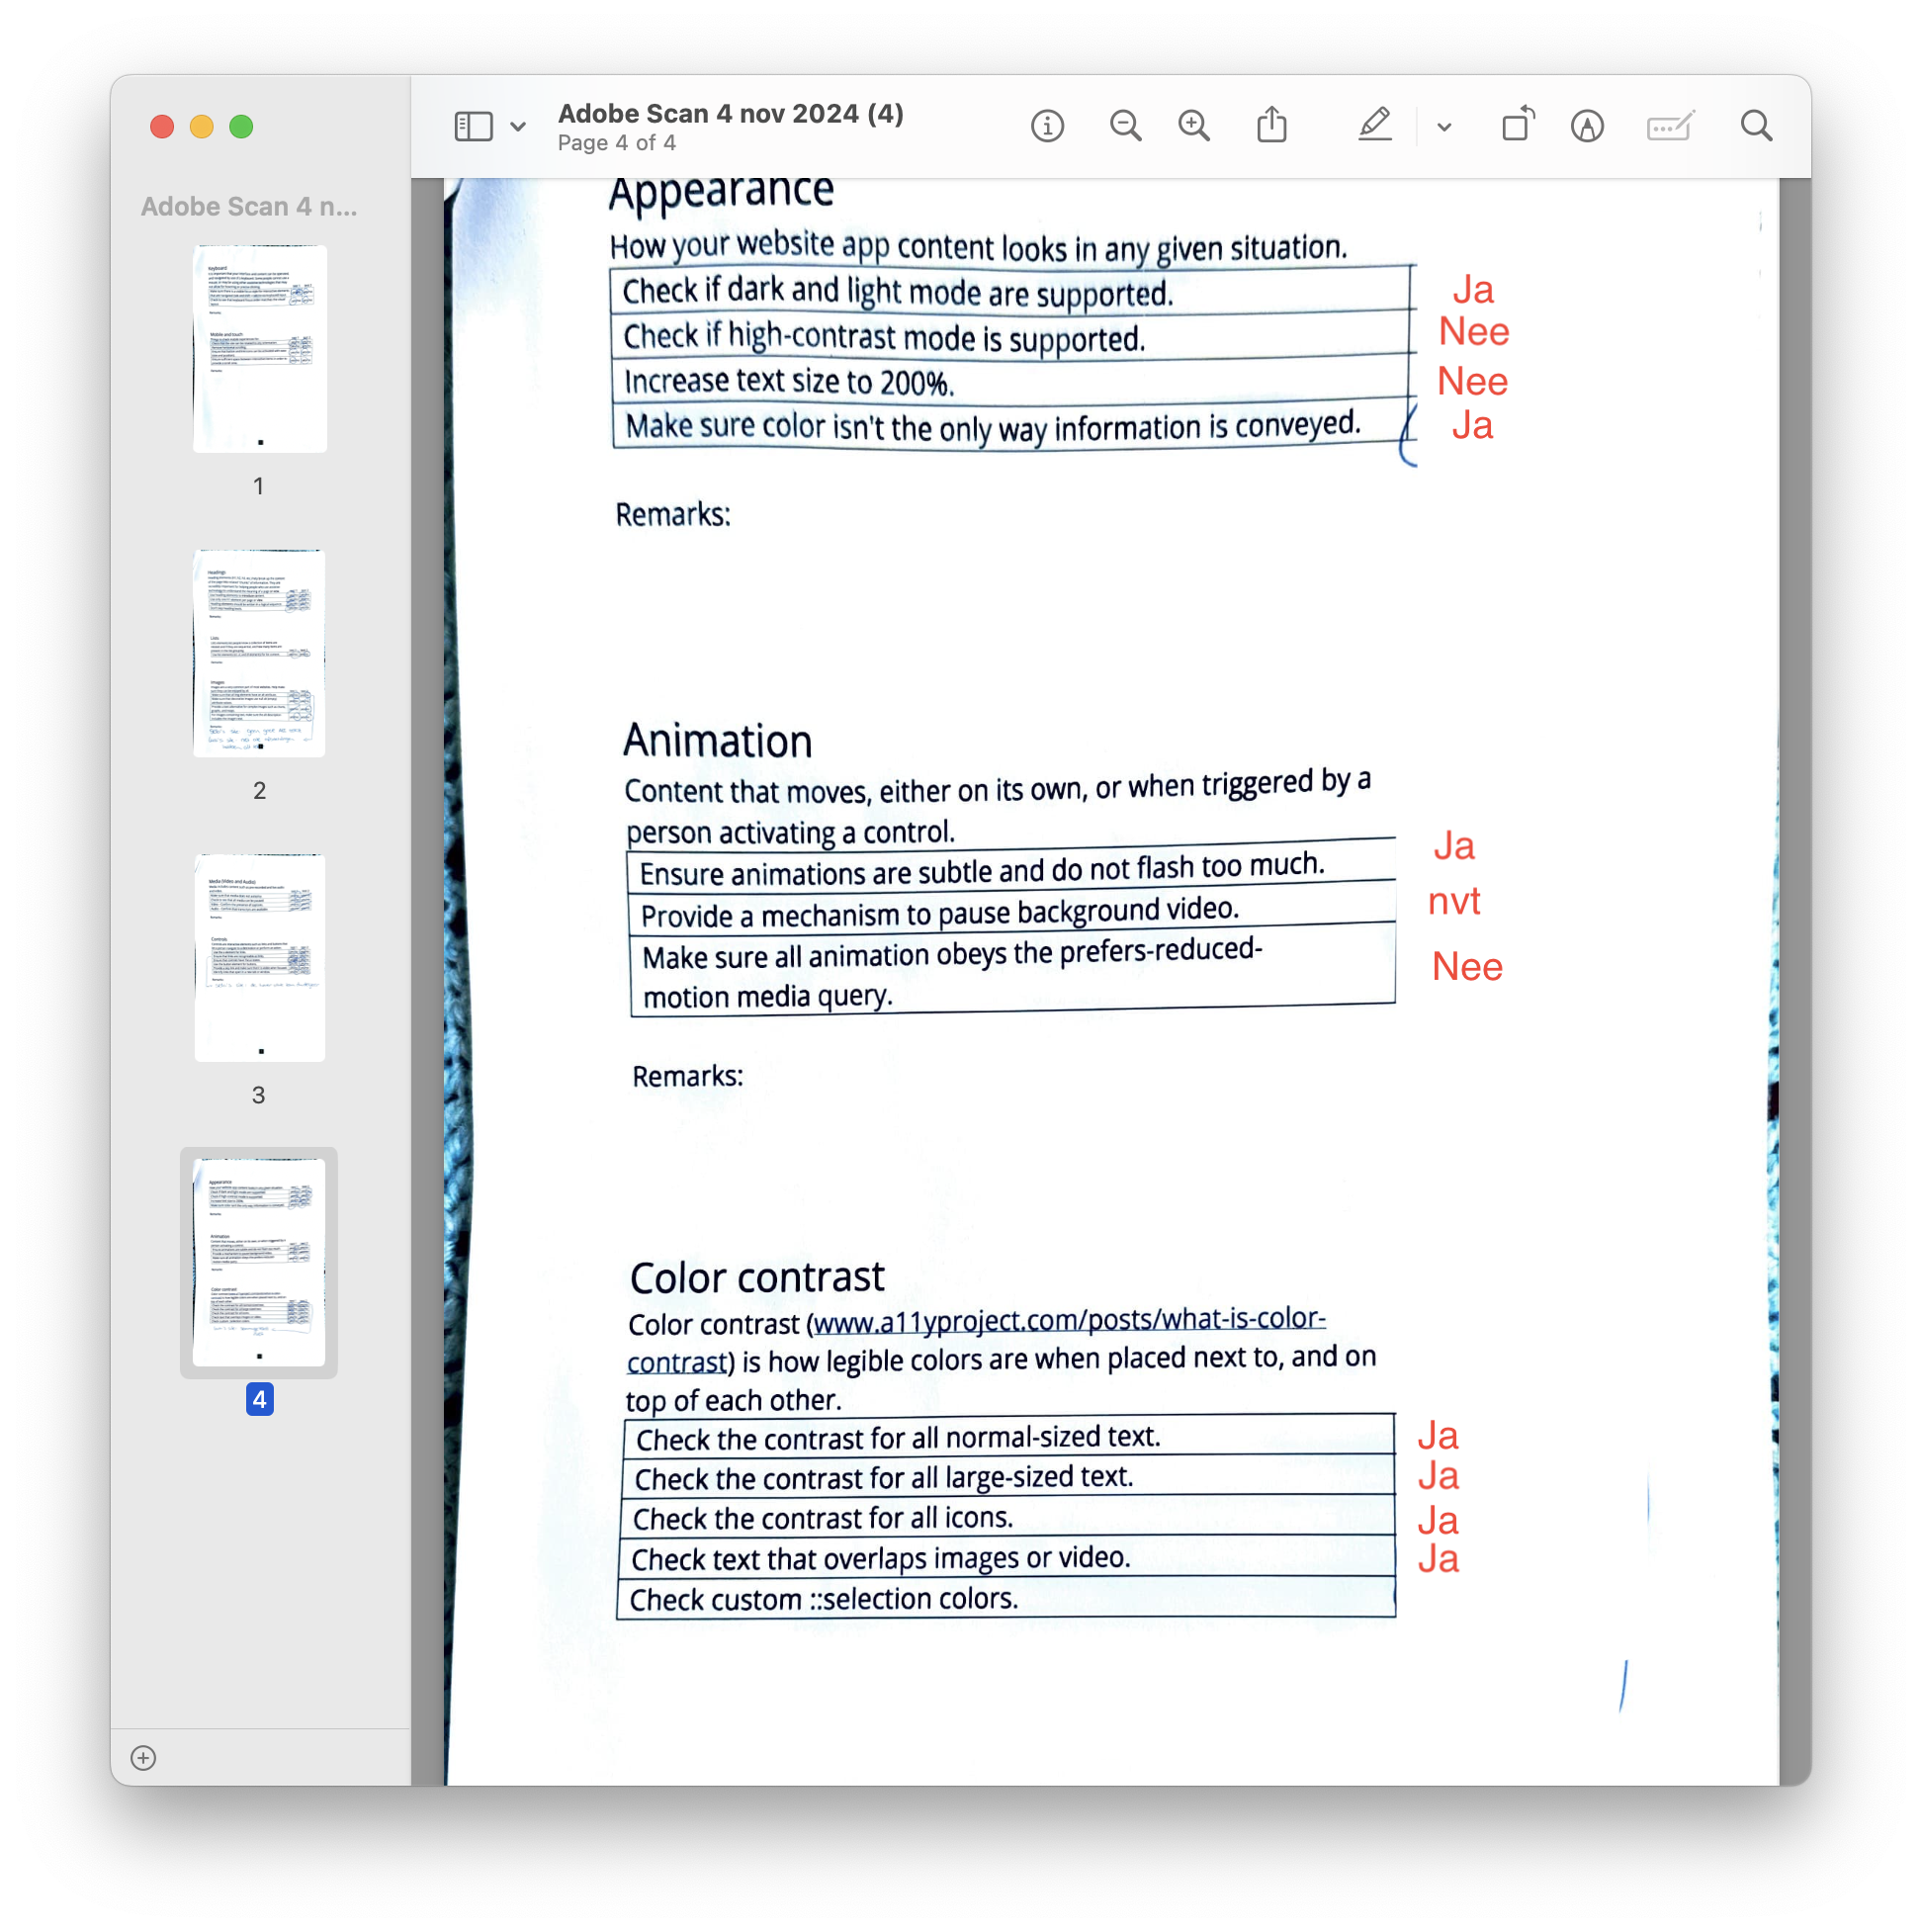 Adobe Scan 4 nov 2024 (4)
Page 4 of 4
Adobe Scan 4 n...
1
2
3
4
Appearance
How your website app content looks in any given situation.
Check if dark and light mode are supported. Ja
Check if high-contrast mode is supported. Nee
Increase text size to 200%. Nee
Make sure color isn't the only way information is conveyed. Ja
Remarks:
Animation
Content that moves, either on its own, or when triggered by a
person activating a control.
Ensure animations are subtle and do not flash too much. Ja
Provide a mechanism to pause background video. nvt
Make sure all animation obeys the prefers-reduced- Nee
motion media query.
Remarks:
Color contrast
Color contrast (www.a11yproject.com/posts/what-is-color-
contrast) is how legible colors are when placed next to, and on
top of each other.
Check the contrast for all normal-sized text. Ja
Check the contrast for all large-sized text. Ja
Check the contrast for all icons. Ja
Check text that overlaps images or video. Ja
Check custom ::selection colors.